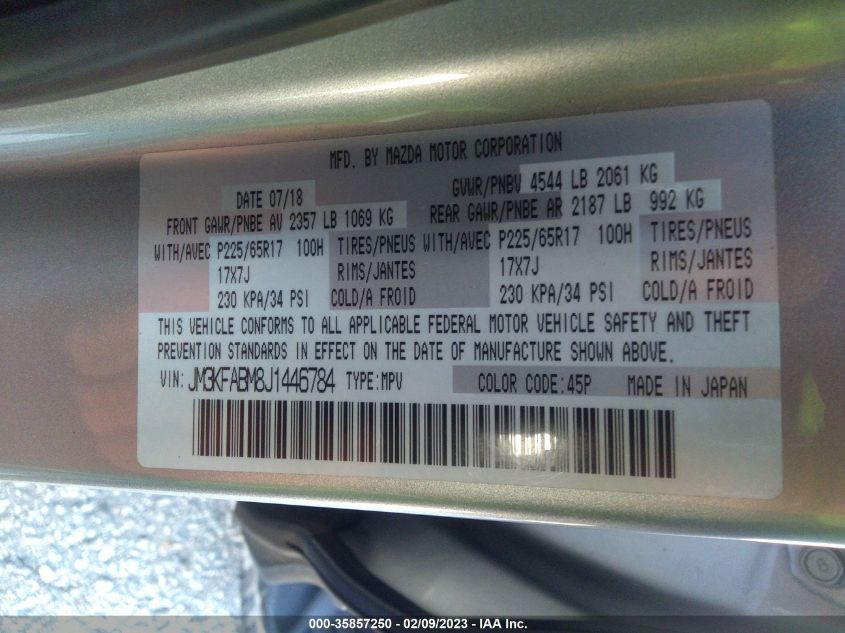 MFD. BY MAZDA MOTOR CORPORATION
DATE 07/18 GVWR/PNBV 4544 LB 2061 KG
FRONT GAWR/PNBE AV 2357 LB 1069 KG REAR GAWR/PNBE AR 2187 LB 992 KG
WITH/AVEC P225/65R17 100H TIRES/PNEUS WITH/AVEC P225/65R17 100H TIRES/PNEUS
17X7J RIMS/JANTES 17X7J RIMS/JANTES
230 KPA/34 PSI COLD/A FROID 230 KPA/34 PSI COLD/A FROID
THIS VEHICLE CONFORMS TO ALL APPLICABLE FEDERAL MOTOR VEHICLE SAFETY AND THEFT
PREVENTION STANDARDS IN EFFECT ON THE DATE OF MANUFACTURE SHOWN ABOVE.
VIN: JM3KFABM8J1446784 TYPE:MPV COLOR CODE:45P MADE IN JAPAN
8
000-35857250 - 02/09/2023 - IAA Inc.